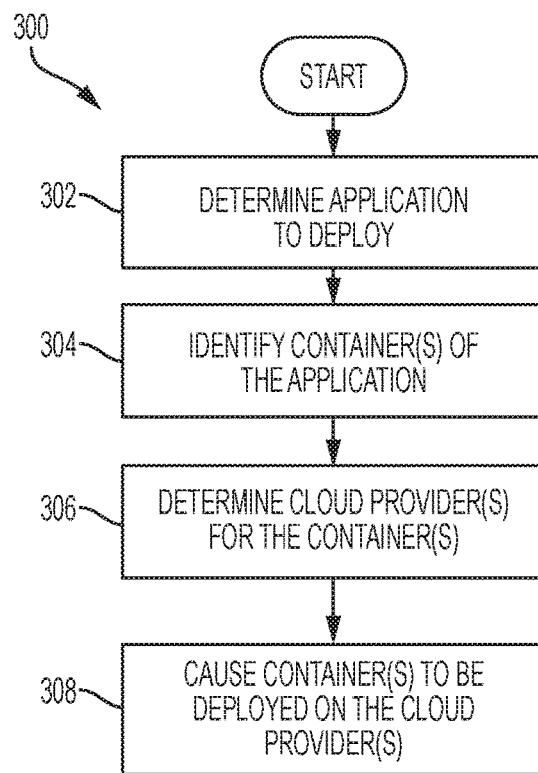 300
START
302
DETERMINE APPLICATION
TO DEPLOY
304
IDENTIFY CONTAINER(S) OF
THE APPLICATION
306
DETERMINE CLOUD PROVIDER(S)
FOR THE CONTAINER(S)
308
CAUSE CONTAINER(S) TO BE
DEPLOYED ON THE CLOUD
PROVIDER(S)